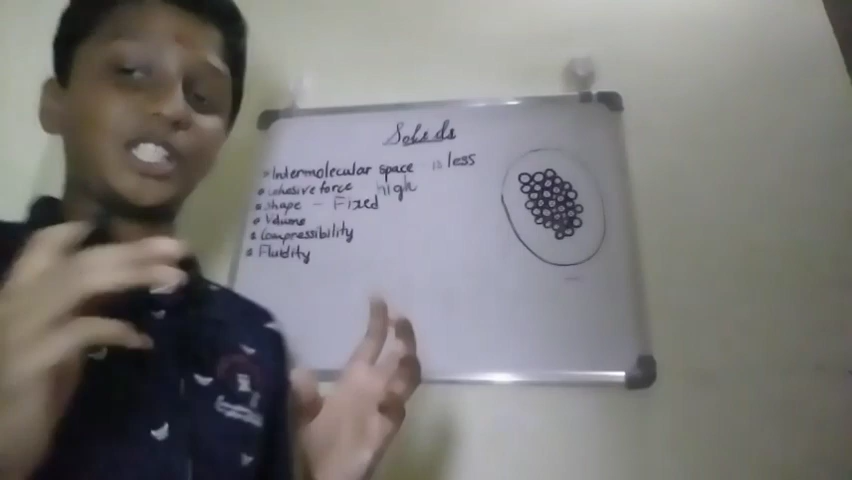 Solids
Intermolecular space is less
cohesive force high
shape - Fixed
Volume
Compressibility
Fluidity